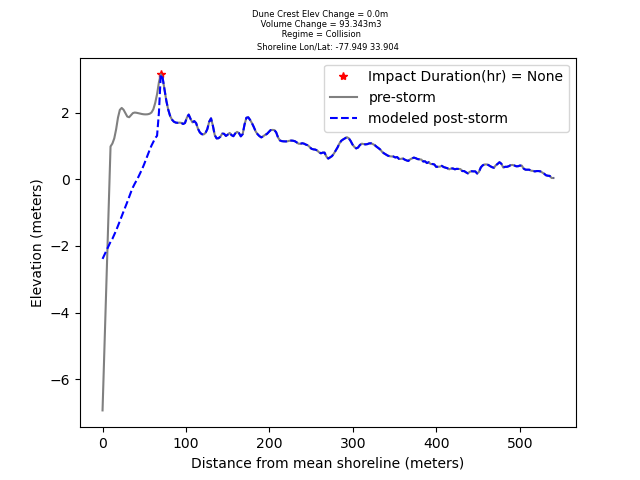 Dune Crest Elev Change = 0.0m
Volume Change = 93.343m3
Regime = Collision
Shoreline Lon/Lat: -77.949 33.904
Impact Duration(hr) = None
pre-storm
modeled post-storm
2
0
−2
−4
−6
Elevation (meters)
0 100 200 300 400 500
Distance from mean shoreline (meters)